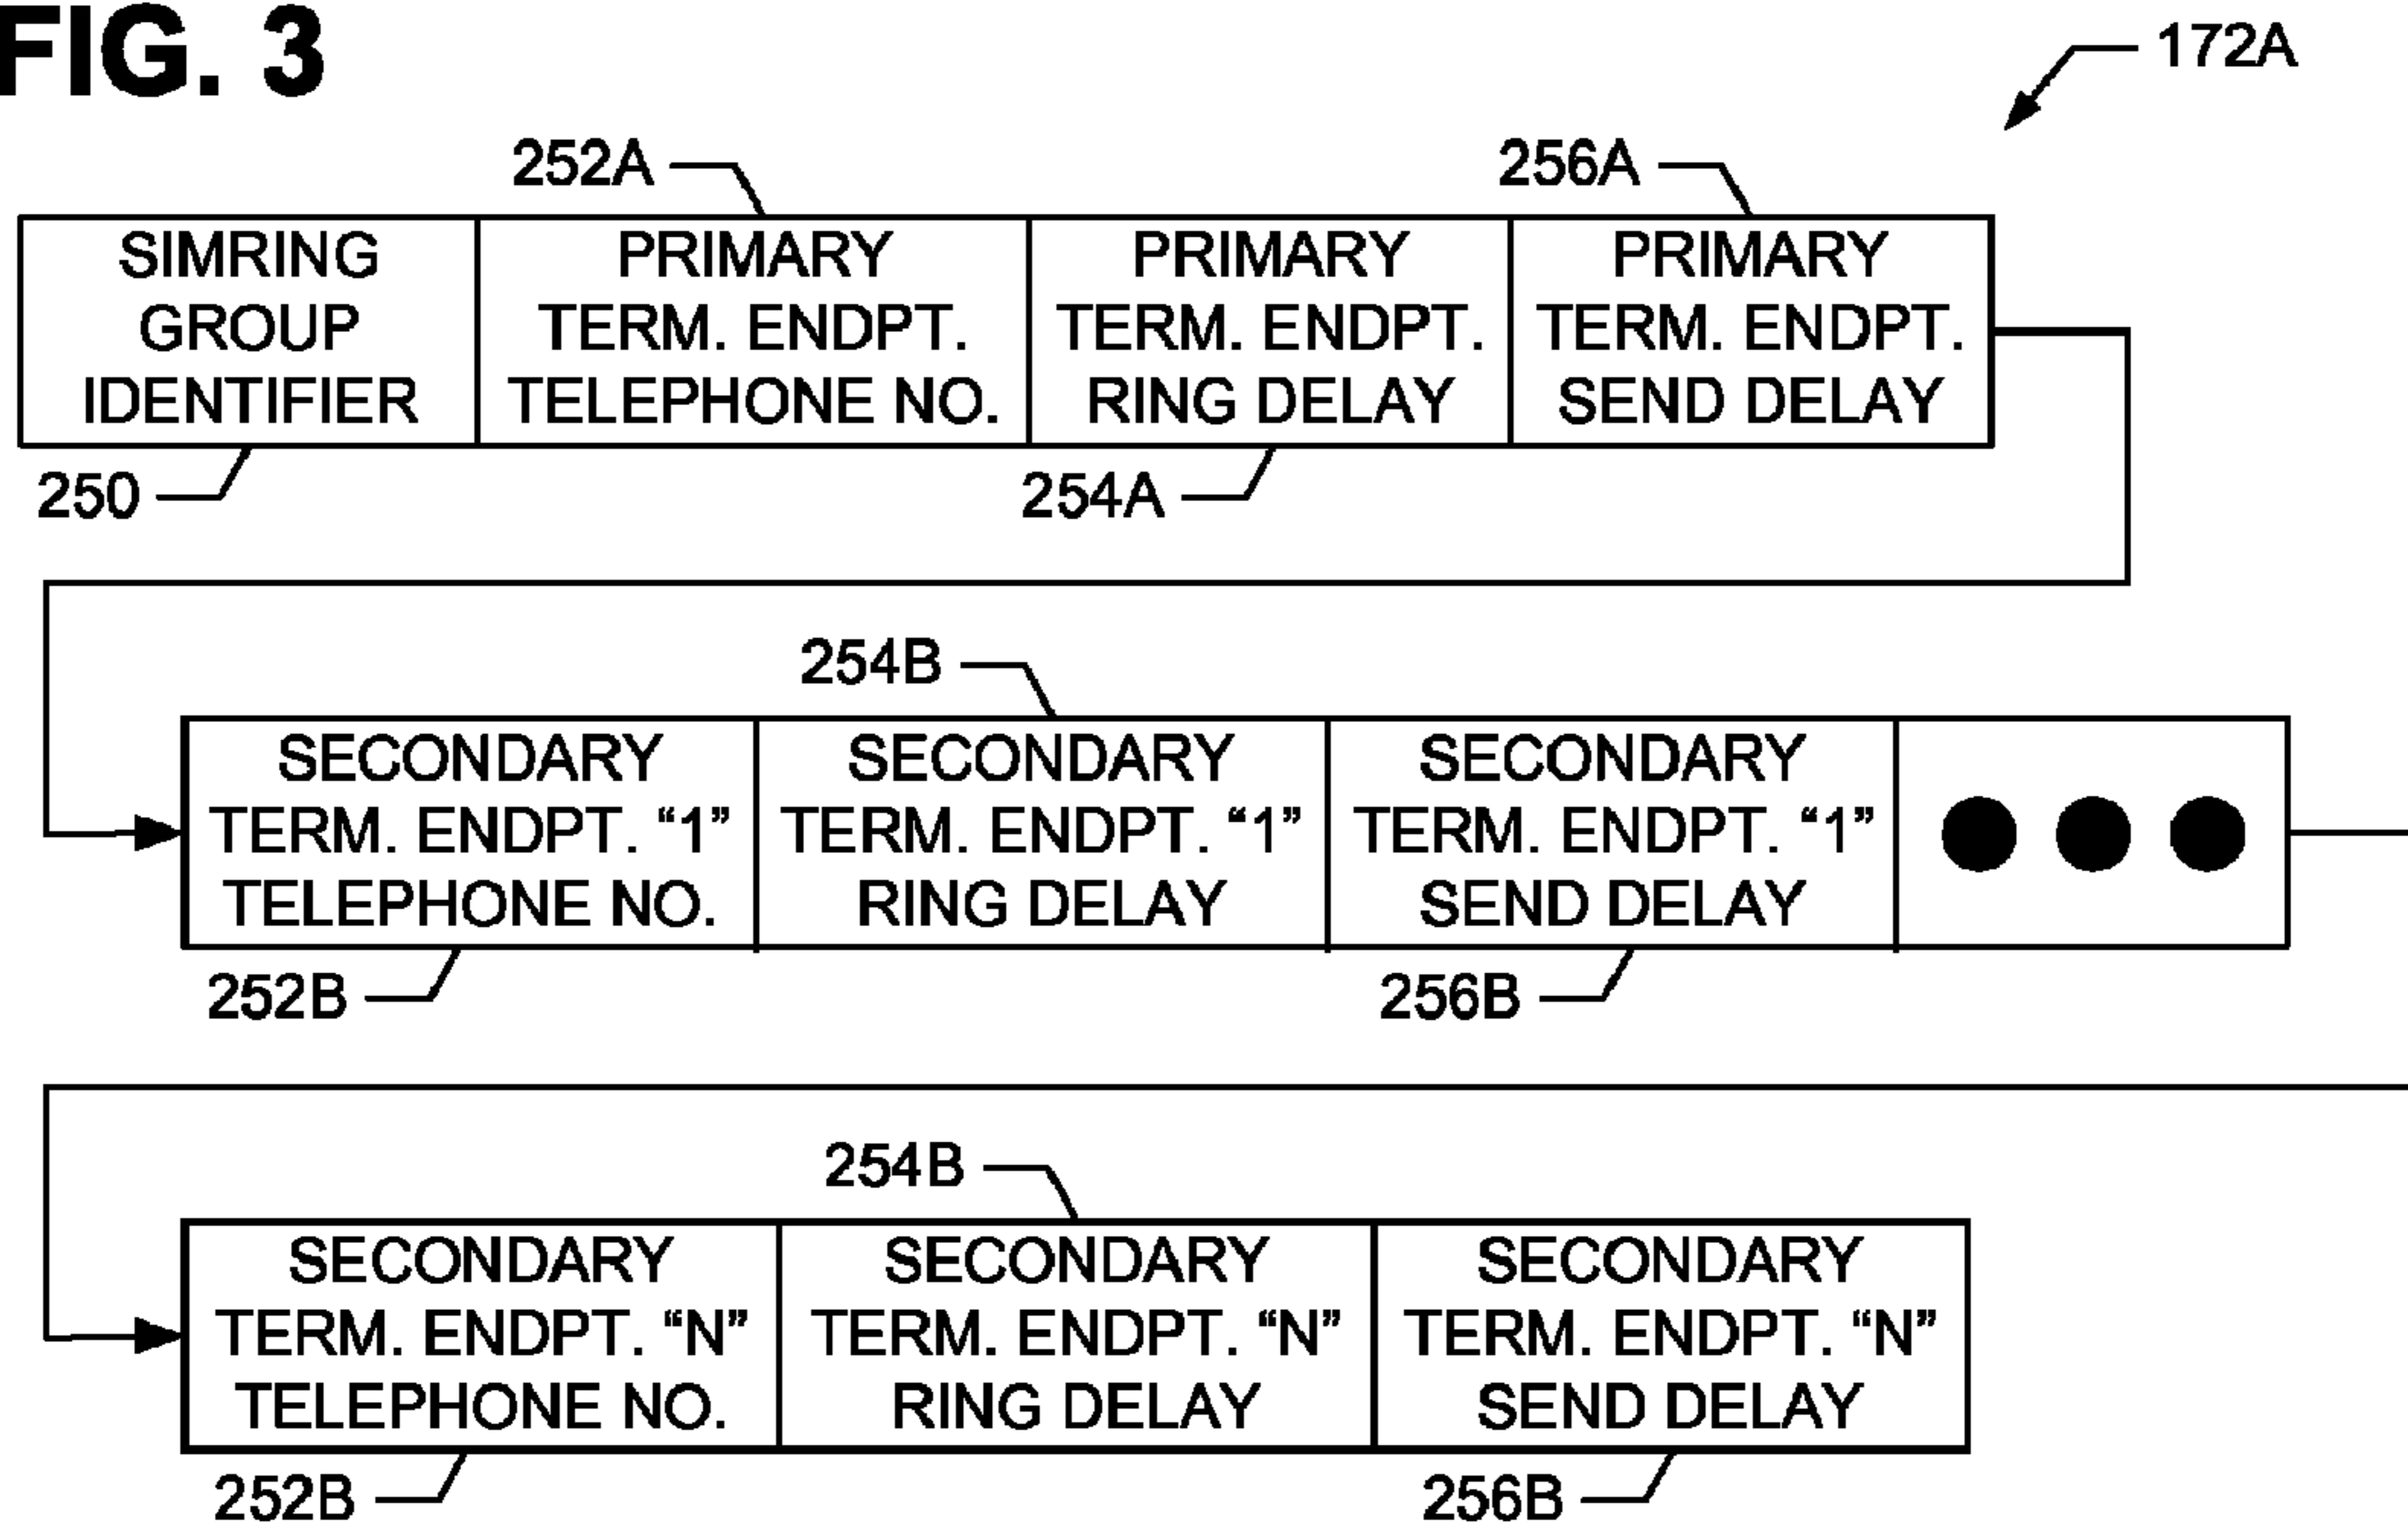 FIG. 3
172A
252A
256A
SIMRING
GROUP
IDENTIFIER
PRIMARY
TERM. ENDPT.
TELEPHONE NO.
PRIMARY
TERM. ENDPT.
RING DELAY
PRIMARY
TERM. ENDPT.
SEND DELAY
250
254A
254B
SECONDARY
TERM. ENDPT. “1”
TELEPHONE NO.
SECONDARY
TERM. ENDPT. “1”
RING DELAY
SECONDARY
TERM. ENDPT. “1”
SEND DELAY
252B
256B
254B
SECONDARY
TERM. ENDPT. “N”
TELEPHONE NO.
SECONDARY
TERM. ENDPT. “N”
RING DELAY
SECONDARY
TERM. ENDPT. “N”
SEND DELAY
252B
256B